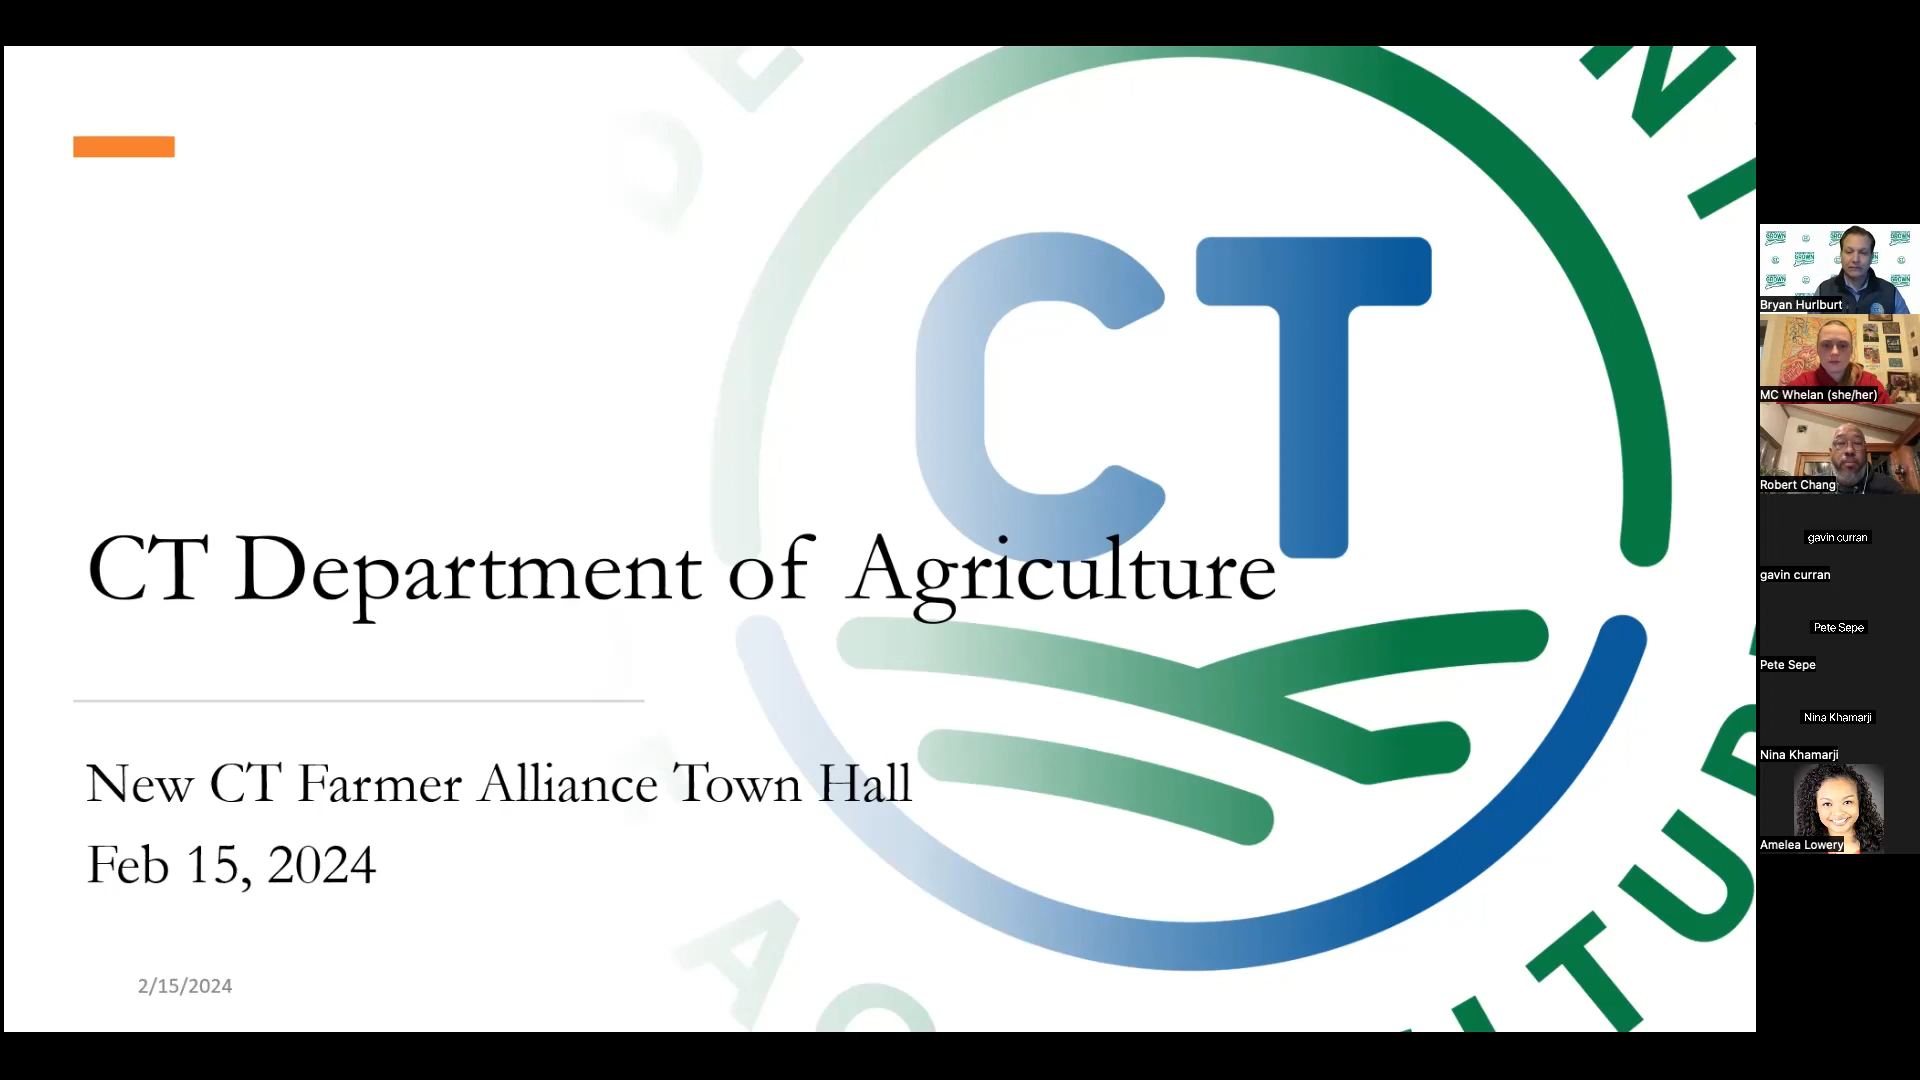 CT
CT Department of Agriculture
New CT Farmer Alliance Town Hall
Feb 15, 2024
2/15/2024
Bryan Hurlburt
MC Whelan (she/her)
Robert Chang
gavin curran
gavin curran
Pete Sepe
Pete Sepe
Nina Khamarji
Nina Khamarji
Amelea Lowery